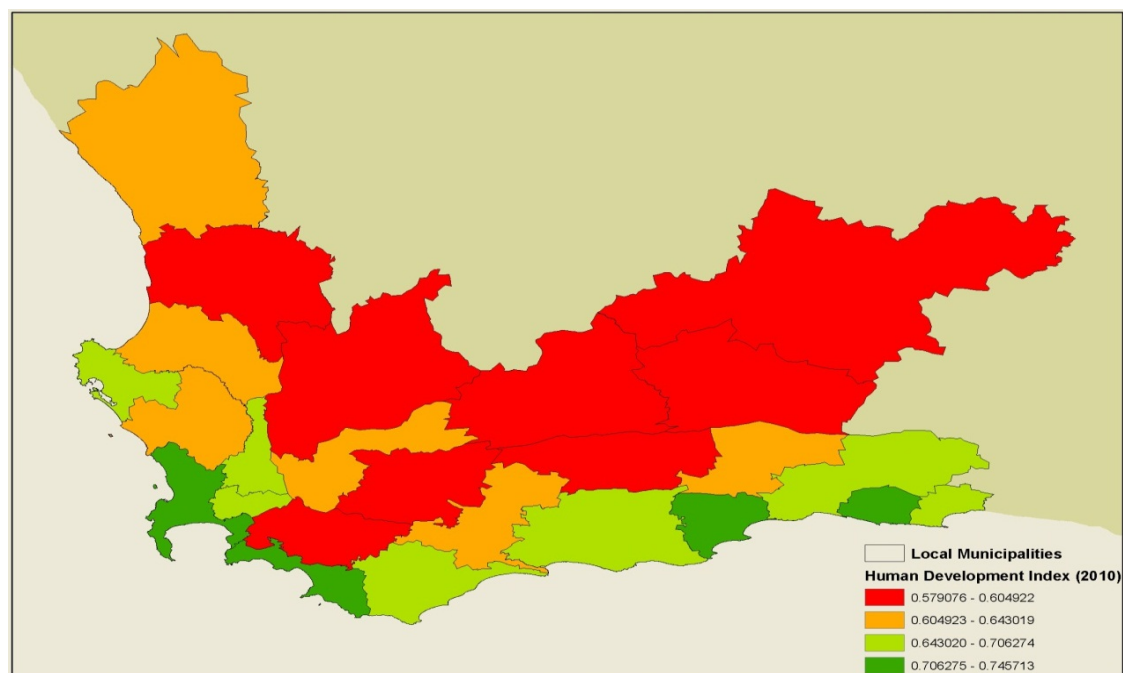 Local Municipalities
Human Development Index (2010)
0.579076 - 0.604922
0.604923 - 0.643019
0.643020 - 0.706274
0.706275 - 0.745713